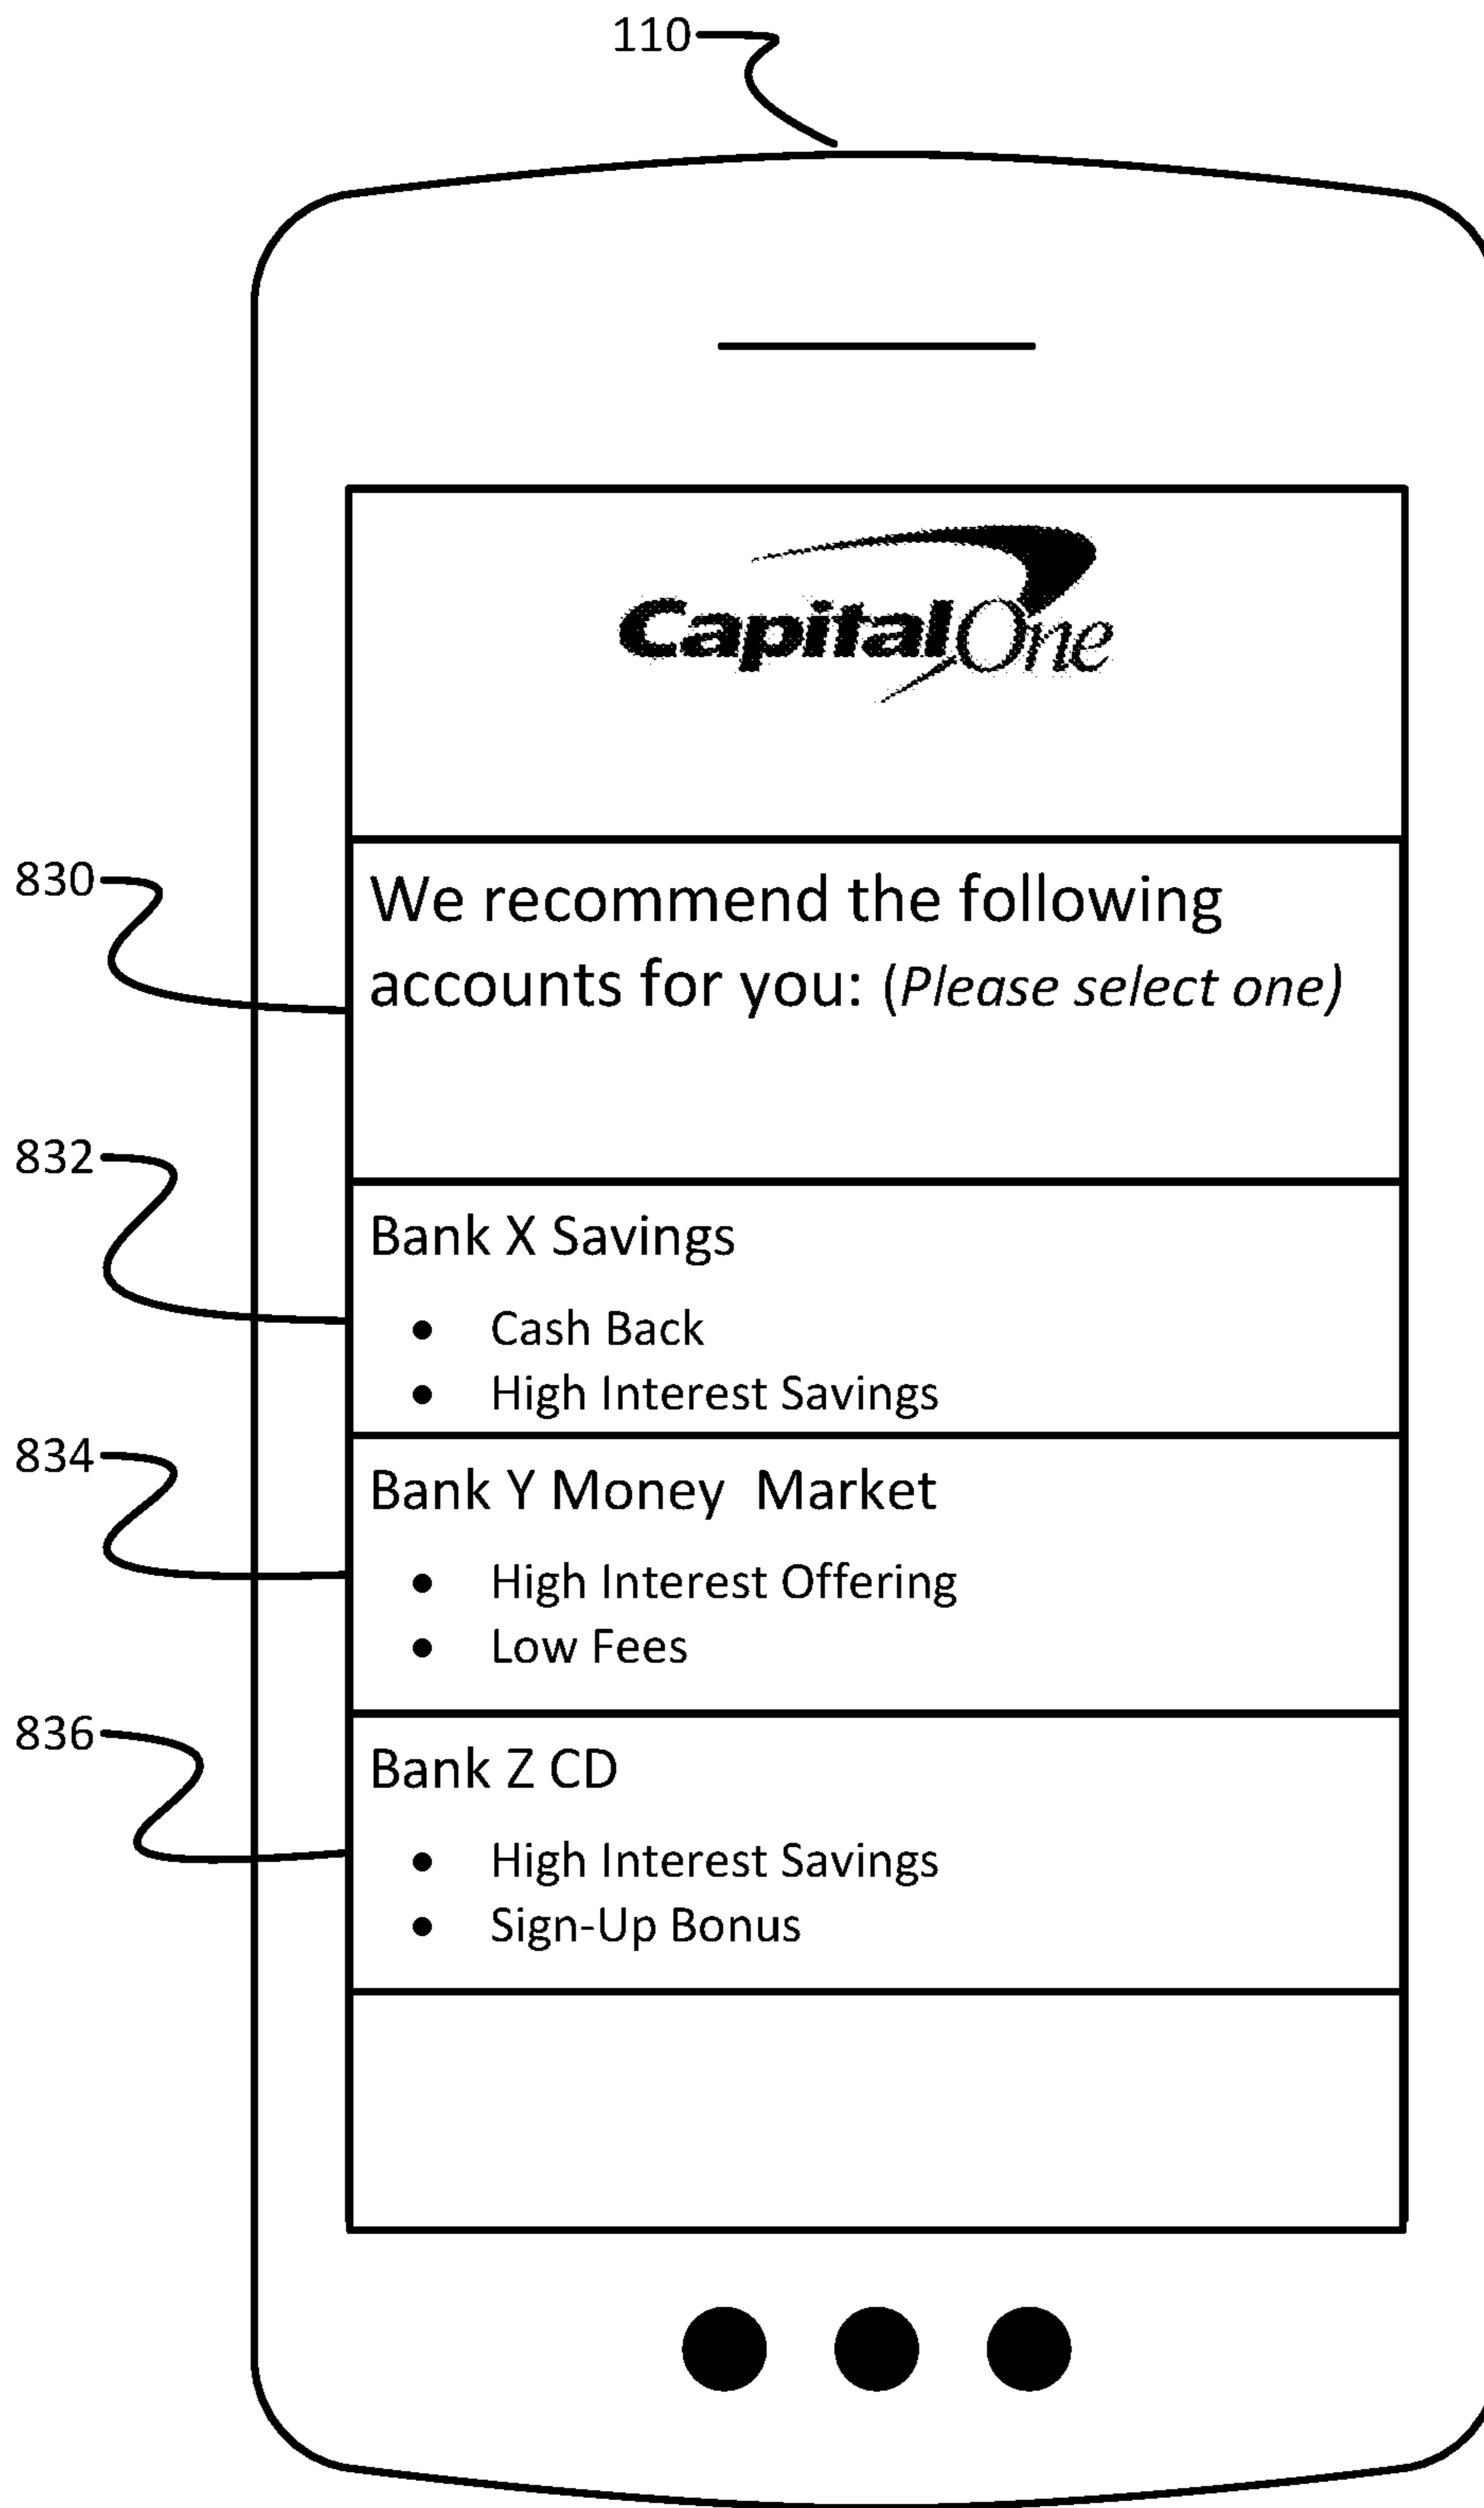 110
Capital One
830
We recommend the following
accounts for you: (Please select one)
832
Bank X Savings
• Cash Back
• High Interest Savings
834
Bank Y Money Market
• High Interest Offering
• Low Fees
836
Bank Z CD
• High Interest Savings
• Sign-Up Bonus